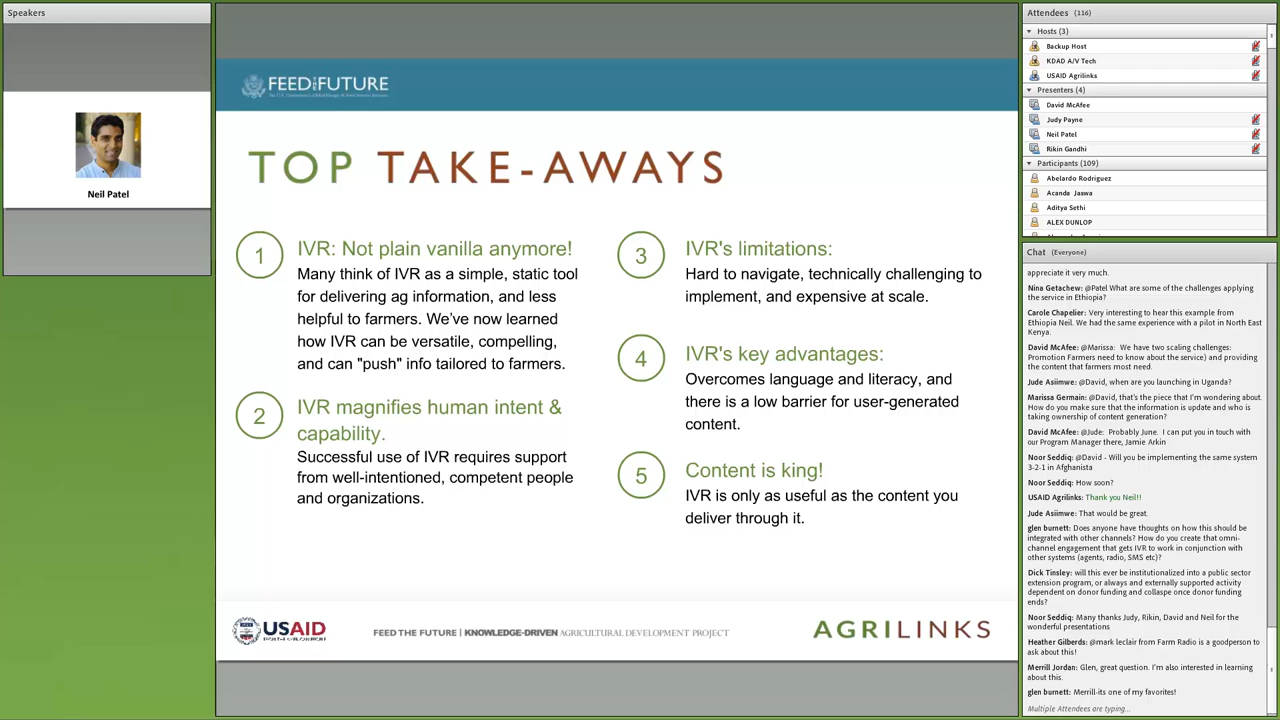 Speakers
Neil Patel
FEED THE FUTURE
TOP TAKE-AWAYS
1
IVR: Not plain vanilla anymore!
Many think of IVR as a simple, static tool
for delivering ag information, and less
helpful to farmers. We've now learned
how IVR can be versatile, compelling,
and can "push" info tailored to farmers.
2
IVR magnifies human intent &
capability.
Successful use of IVR requires support
from well-intentioned, competent people
and organizations.
3
IVR's limitations:
Hard to navigate, technically challenging to
implement, and expensive at scale.
4
IVR's key advantages:
Overcomes language and literacy, and
there is a low barrier for user-generated
content.
5
Content is king!
IVR is only as useful as the content you
deliver through it.
USAID
FEED THE FUTURE | KNOWLEDGE-DRIVEN AGRICULTURAL DEVELOPMENT PROJECT
AGRILINKS
Attendees (116)
Hosts (3)
Backup Host
KDAD A/V Tech
USAID Agrilinks
Presenters (4)
David McAfee
Judy Payne
Neil Patel
Rikin Gandhi
Participants (109)
Abelardo Rodriguez
Acanda Jaswa
Aditya Sethi
ALEX DUNLOP
Chat (Everyone)
appreciate it very much.
Nina Getachew: @Patel What are some of the challenges applying
the service in Ethiopia?
Carole Chapelier: Very interesting to hear this example from
Ethiopia Neil. We had the same experience with a pilot in North East
Kenya.
David McAfee: @Marissa: We have two scaling challenges:
Promotion Farmers need to know about the service) and providing
the content that farmers most need.
Jude Asiimwe: @David, when are you launching in Uganda?
Marissa Germain: @David, that's the piece that I'm wondering about.
How do you make sure that the information is update and who is
taking ownership of content generation?
David McAfee: @Jude: Probably June. I can put you in touch with
our Program Manager there, Jamie Arkin
Noor Seddiq: @David - Will you be implementing the same system
3-2-1 in Afghanista
Noor Seddiq: How soon?
USAID Agrilinks: Thank you Neil!!
Jude Asiimwe: That would be great.
glen burnett: Does anyone have thoughts on how this should be
integrated with other channels? How do you create that omni-
channel engagement that gets IVR to work in conjunction with
other systems (agents, radio, SMS etc)?
Dick Tinsley: will this ever be institutionalized into a public sector
extension program, or always and externally supported activity
dependent on donor funding and collaspe once donor funding
ends?
Noor Seddiq: Many thanks Judy, Rikin, David and Neil for the
wonderful presentations
Heather Gilberds: @mark leclair from Farm Radio is a goodperson to
ask about this!
Merrill Jordan: Glen, great question. I'm also interested in learning
about this.
glen burnett: Merrill-its one of my favorites!
Multiple Attendees are typing...